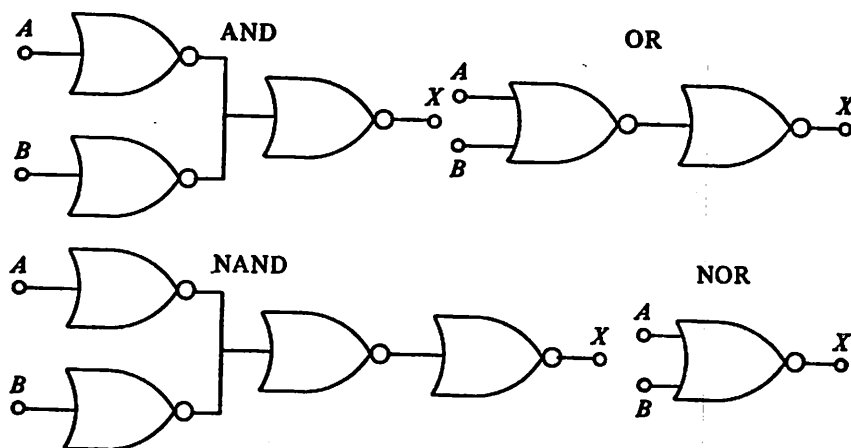 A AND OR
A X
B B X
A NAND NOR
A X
B B X